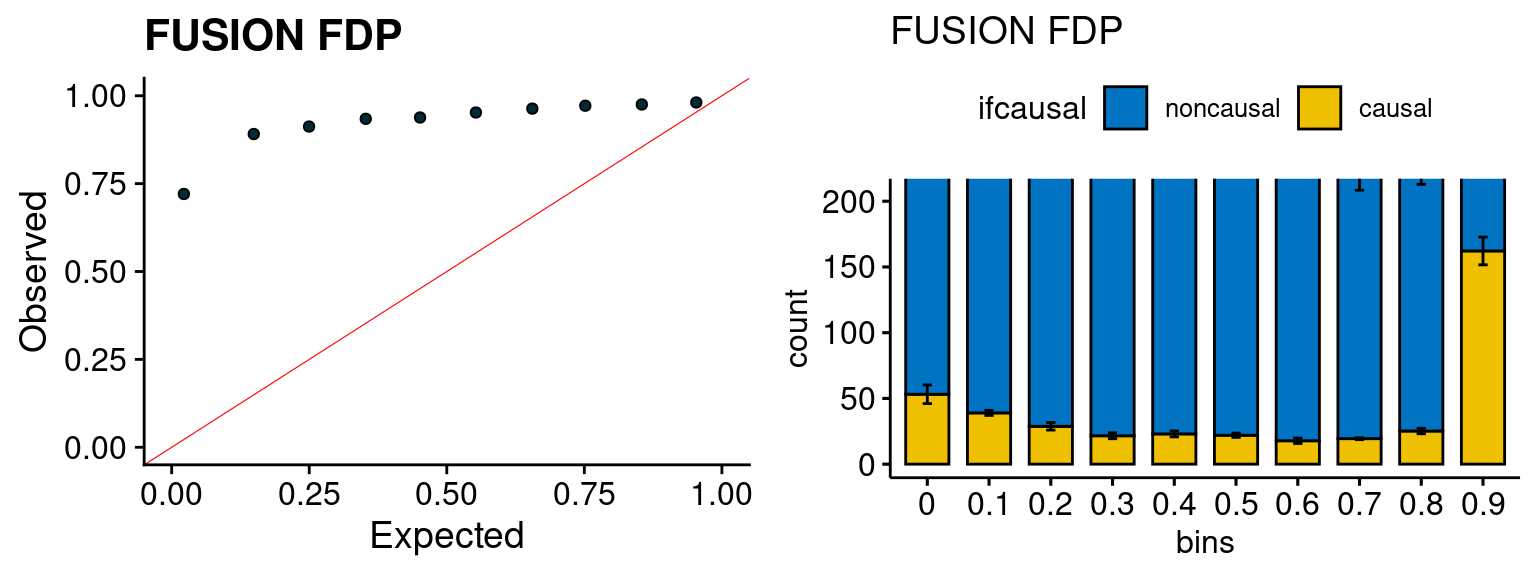 FUSION FDP
1.00
0.75
0.50
0.25
0.00
Observed
0.00 0.25 0.50 0.75 1.00
Expected
FUSION FDP
ifcausal noncausal causal
200
150
100
50
0
count
0 0.1 0.2 0.3 0.4 0.5 0.6 0.7 0.8 0.9
bins